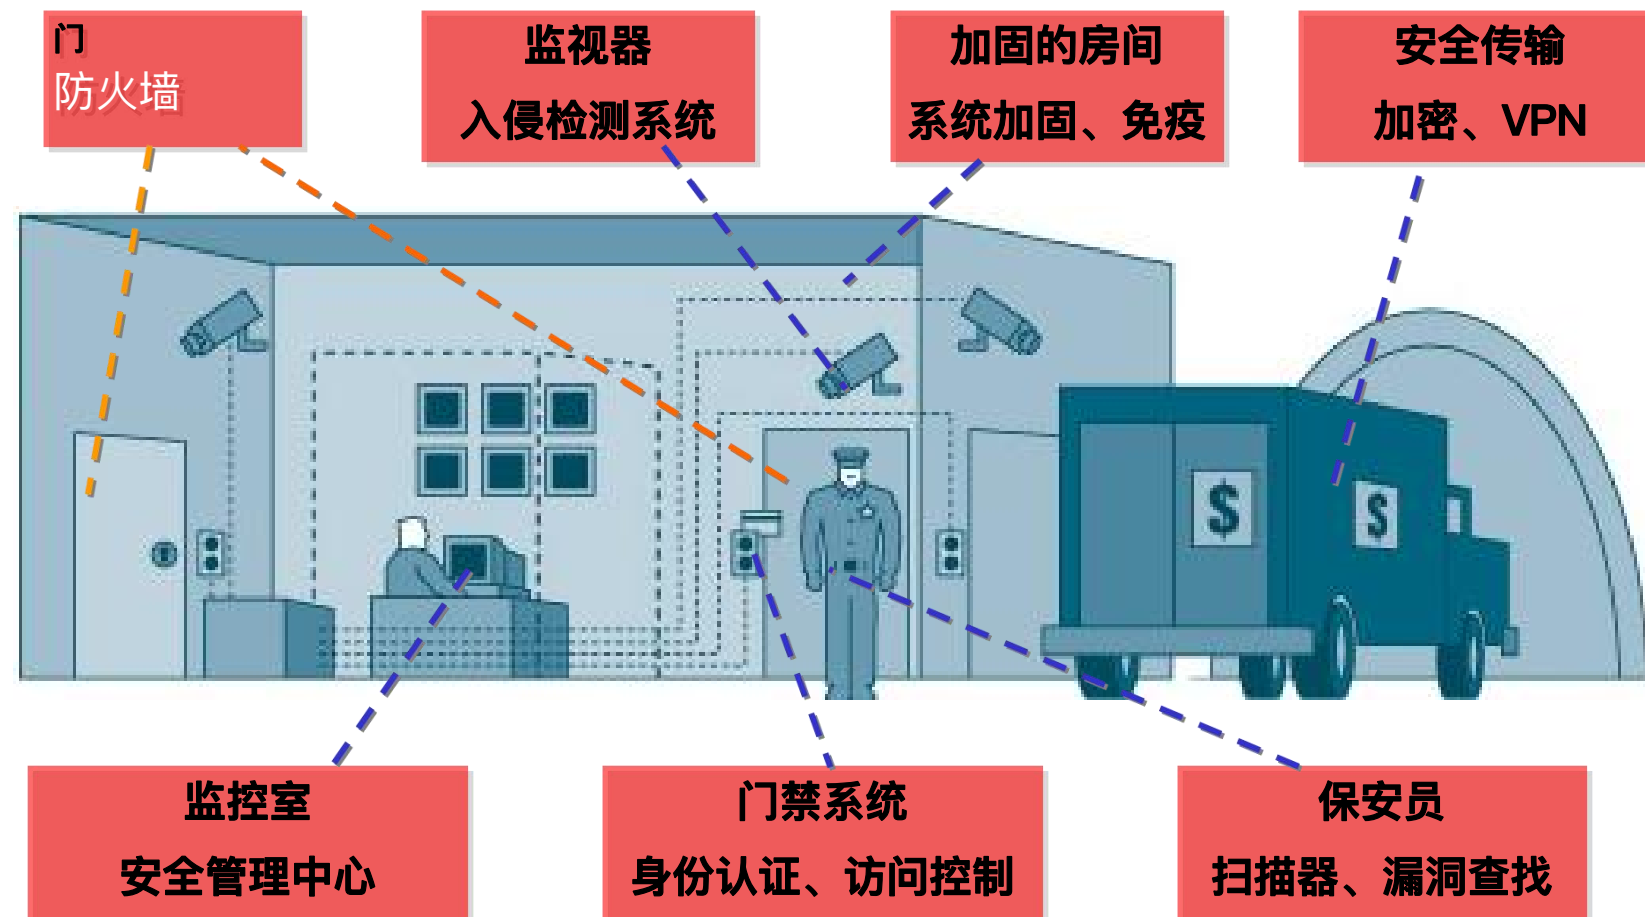 门
防火墙
监视器
入侵检测系统
加固的房间
系统加固、免疫
安全传输
加密、VPN
$
$
监控室
安全管理中心
门禁系统
身份认证、访问控制
保安员
扫描器、漏洞查找